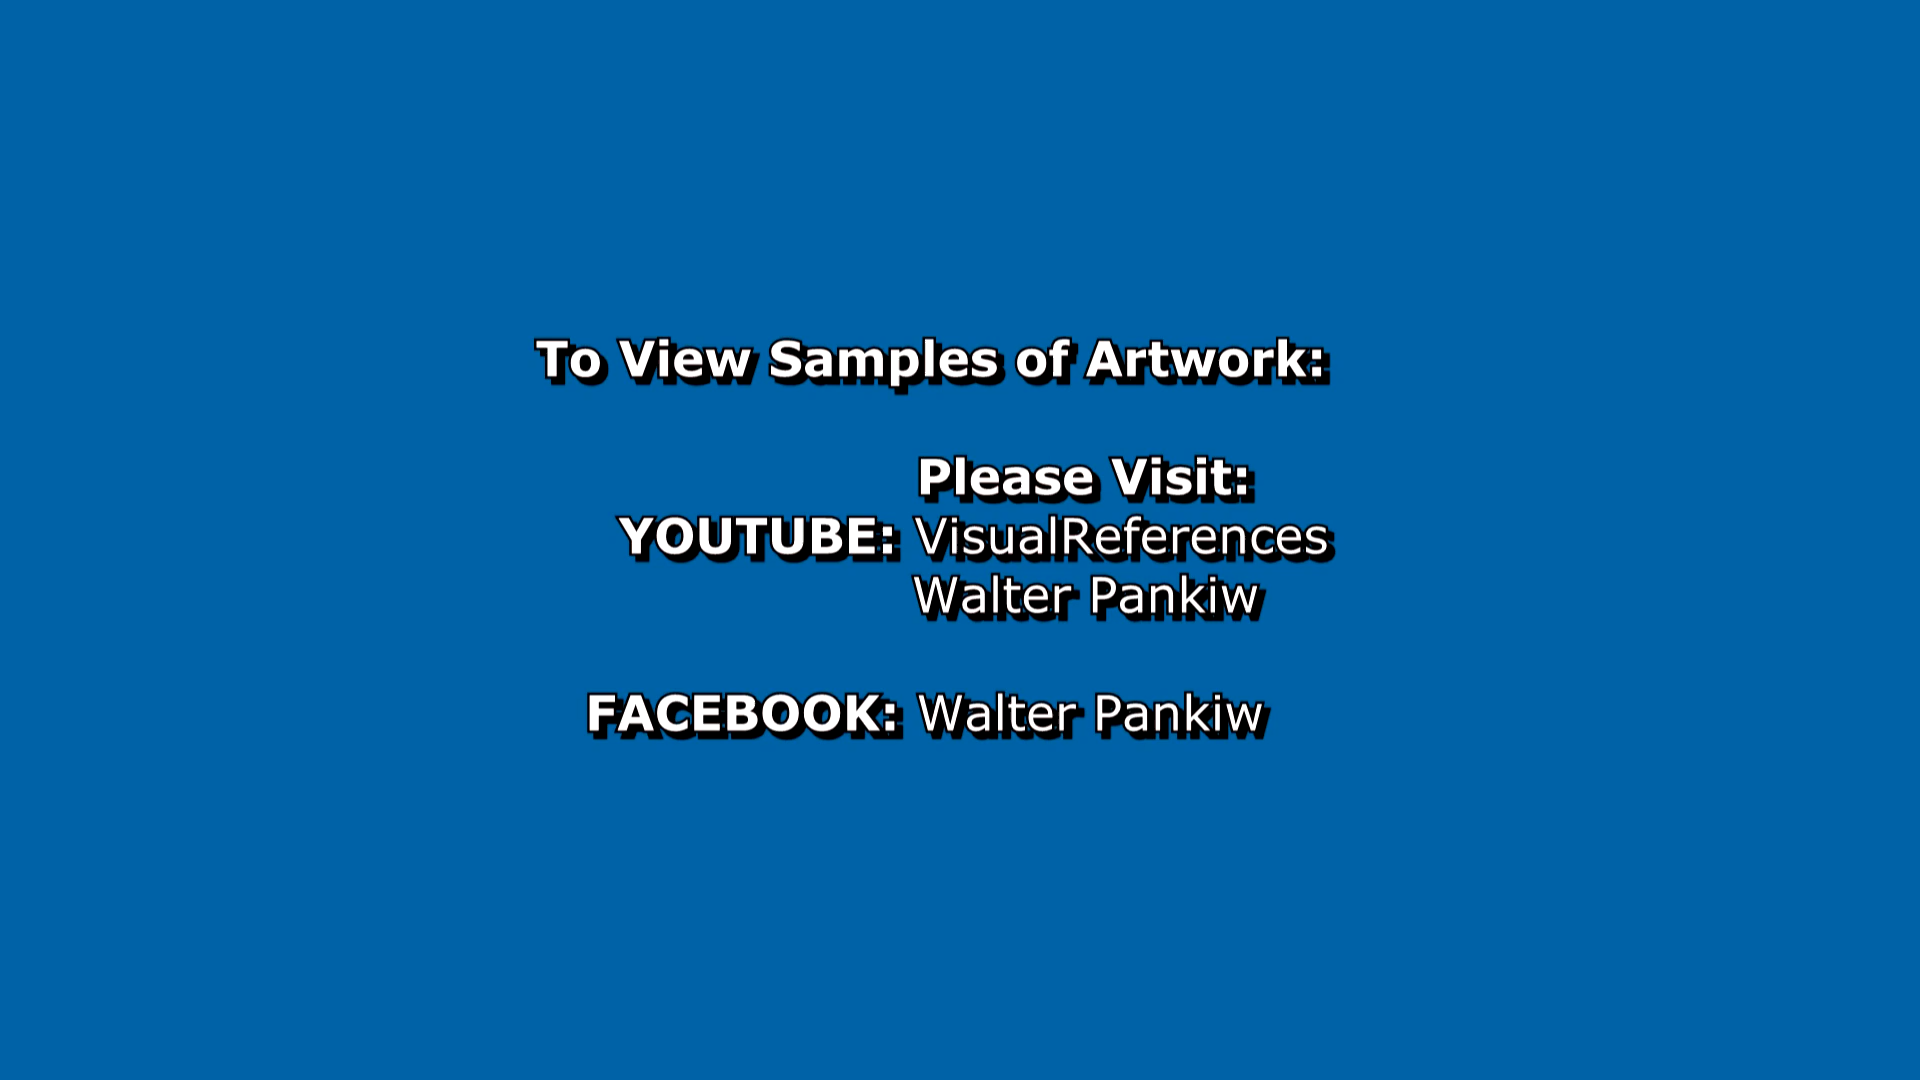 To View Samples of Artwork:
Please Visit:
YOUTUBE: VisualReferences
Walter Pankiw
FACEBOOK: Walter Pankiw